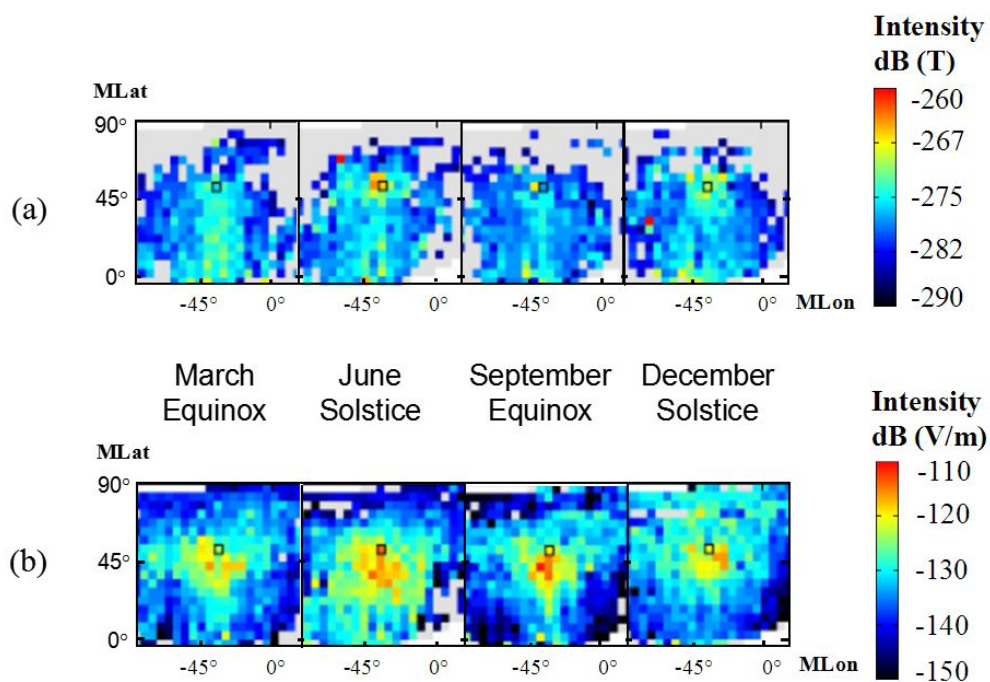 Intensity
dB (T)
MLat
90°
45°
0°
(a)
-260
-267
-275
-282
-290
-45° 0° -45° 0° -45° 0° -45° 0° MLon
March Equinox
June Solstice
September Equinox
December Solstice
Intensity
dB (V/m)
MLat
90°
45°
0°
(b)
-110
-120
-130
-140
-150
-45° 0° -45° 0° -45° 0° -45° 0° MLon